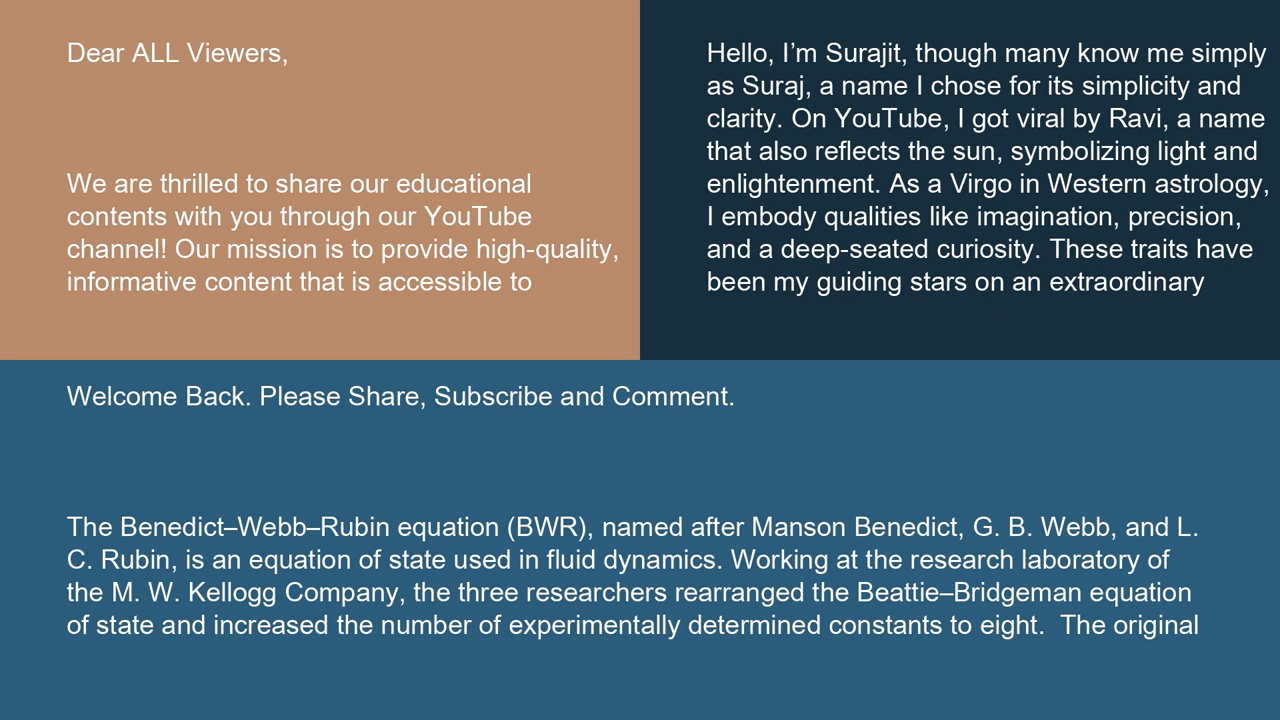 Dear ALL Viewers,
We are thrilled to share our educational
contents with you through our YouTube
channel! Our mission is to provide high-quality,
informative content that is accessible to
Hello, I’m Surajit, though many know me simply
as Suraj, a name I chose for its simplicity and
clarity. On YouTube, I got viral by Ravi, a name
that also reflects the sun, symbolizing light and
enlightenment. As a Virgo in Western astrology,
I embody qualities like imagination, precision,
and a deep-seated curiosity. These traits have
been my guiding stars on an extraordinary
Welcome Back. Please Share, Subscribe and Comment.
The Benedict–Webb–Rubin equation (BWR), named after Manson Benedict, G. B. Webb, and L.
C. Rubin, is an equation of state used in fluid dynamics. Working at the research laboratory of
the M. W. Kellogg Company, the three researchers rearranged the Beattie–Bridgeman equation
of state and increased the number of experimentally determined constants to eight.  The original